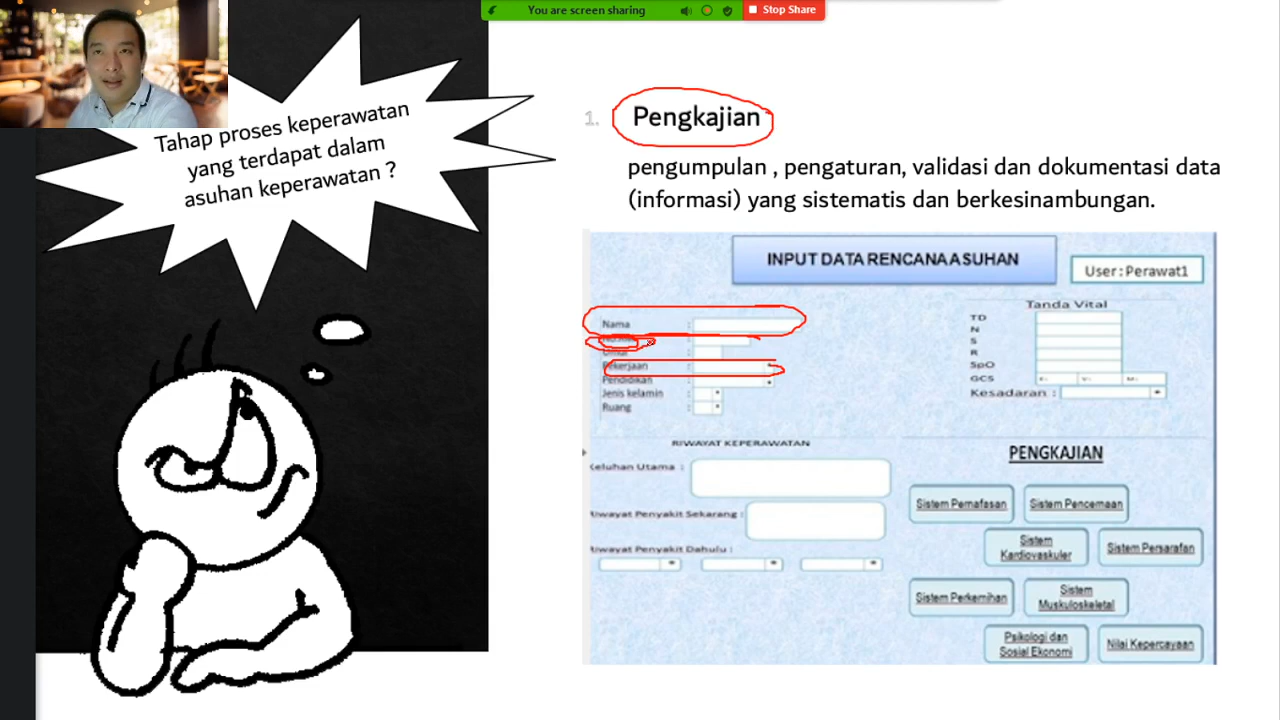 You are screen sharing
Stop Share
Tahap proses keperawatan
yang terdapat dalam
asuhan keperawatan ?
1. Pengkajian
pengumpulan , pengaturan, validasi dan dokumentasi data
(informasi) yang sistematis dan berkesinambungan.
INPUT DATA RENCANA ASUHAN
User : Perawat1
Nama :
:
Umur :
Pekerjaan :
Pendidikan :
Jenis kelamin :
Ruang :
Tanda Vital
TD
N
S
R
SpO
GCS
Kesadaran :
RIWAYAT KEPERAWATAN
Keluhan Utama :
Riwayat Penyakit Sekarang :
Riwayat Penyakit Dahulu :
PENGKAJIAN
Sistem Pernafasan
Sistem Pencernaan
Sistem
Kardiovaskuler
Sistem Persarafan
Sistem Perkemihan
Sistem
Muskuloskeletal
Psikologi dan
Sosial Ekonomi
Nilai Kepercayaan